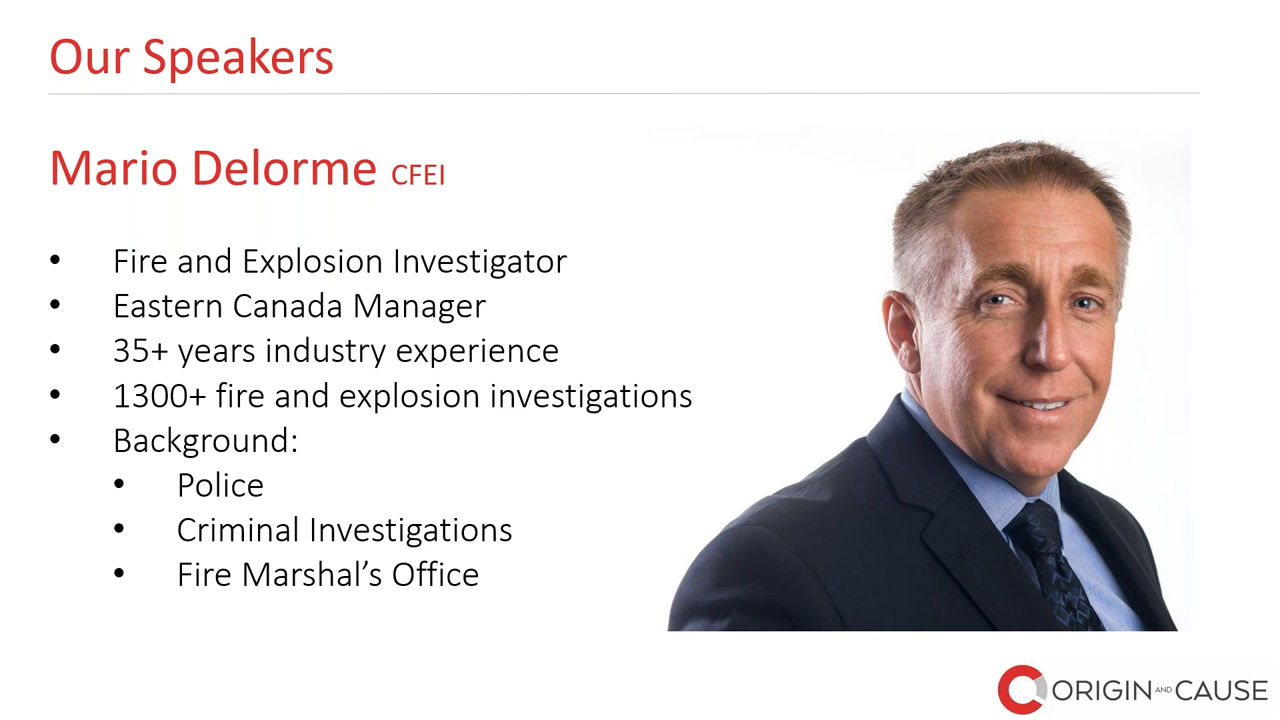 Our Speakers
Mario Delorme CFEI
• Fire and Explosion Investigator
• Eastern Canada Manager
• 35+ years industry experience
• 1300+ fire and explosion investigations
• Background:
• Police
• Criminal Investigations
• Fire Marshal’s Office
ORIGIN AND CAUSE